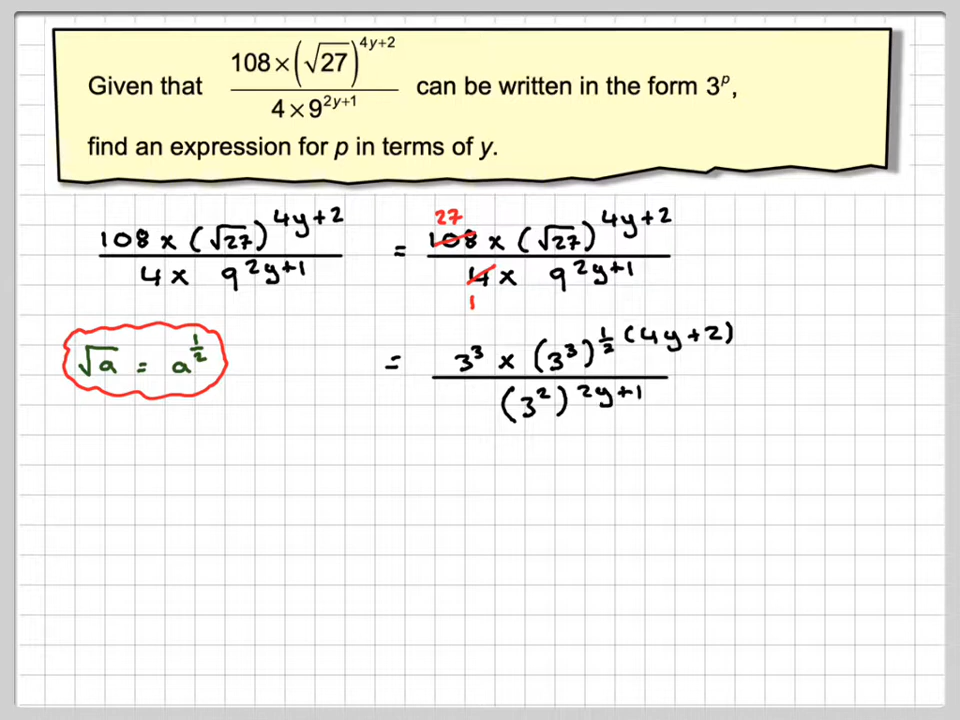 Given that 108×(√27)^4y+2 / 4×9^2y+1 can be written in the form 3^p,
find an expression for p in terms of y.
108 × (√27)^4y+2 / 4 × 9^2y+1 = 27 108 × (√27)^4y+2 / 4 × 9^2y+1 1
√a = a^1/2
= 3^3 × (3^3)^1/2(4y+2) / (3^2)^2y+1